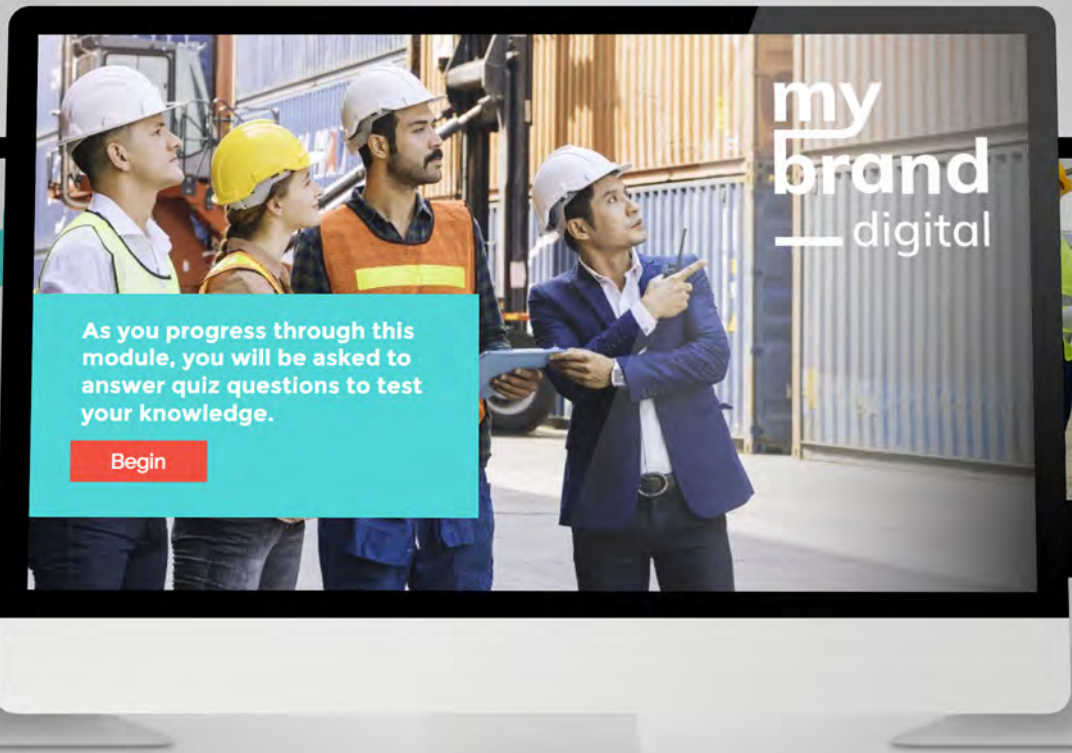 my
brand
digital
As you progress through this
module, you will be asked to
answer quiz questions to test
your knowledge.
Begin